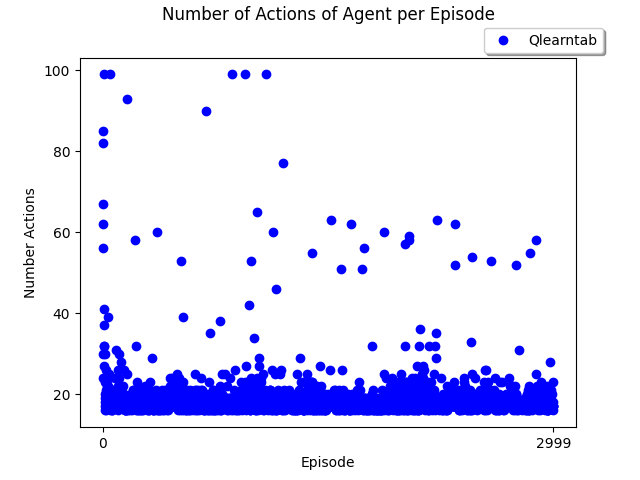 Number of Actions of Agent per Episode
Qlearntab
100
80
60
40
20
Number Actions
0 2999
Episode